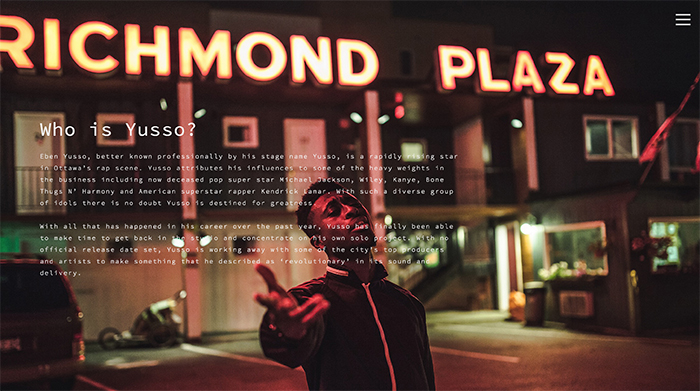 RICHMOND PLAZA
Who is Yusso?
Eben Yusso, better known professionally by his stage name Yusso, is a rapidly rising star
in Ottawa's rap scene. Yusso attributes his influences to some of the heavy weights in
the business including now deceased pop super star Michael Jackson, Wiley, Kanye, Bone
Thugs N' Harmony and American superstar rapper Kendrick Lamar. With such a diverse group
of idols there is no doubt Yusso is destined for greatness.
With all that has happened in his career over the past year, Yusso has finally been able
to make time to get back in the studio and concentrate on his own solo project. With no
official release date set, Yusso is working away with some of the city's top producers
and artists to make something that he described as 'revolutionary' in its sound and
delivery.